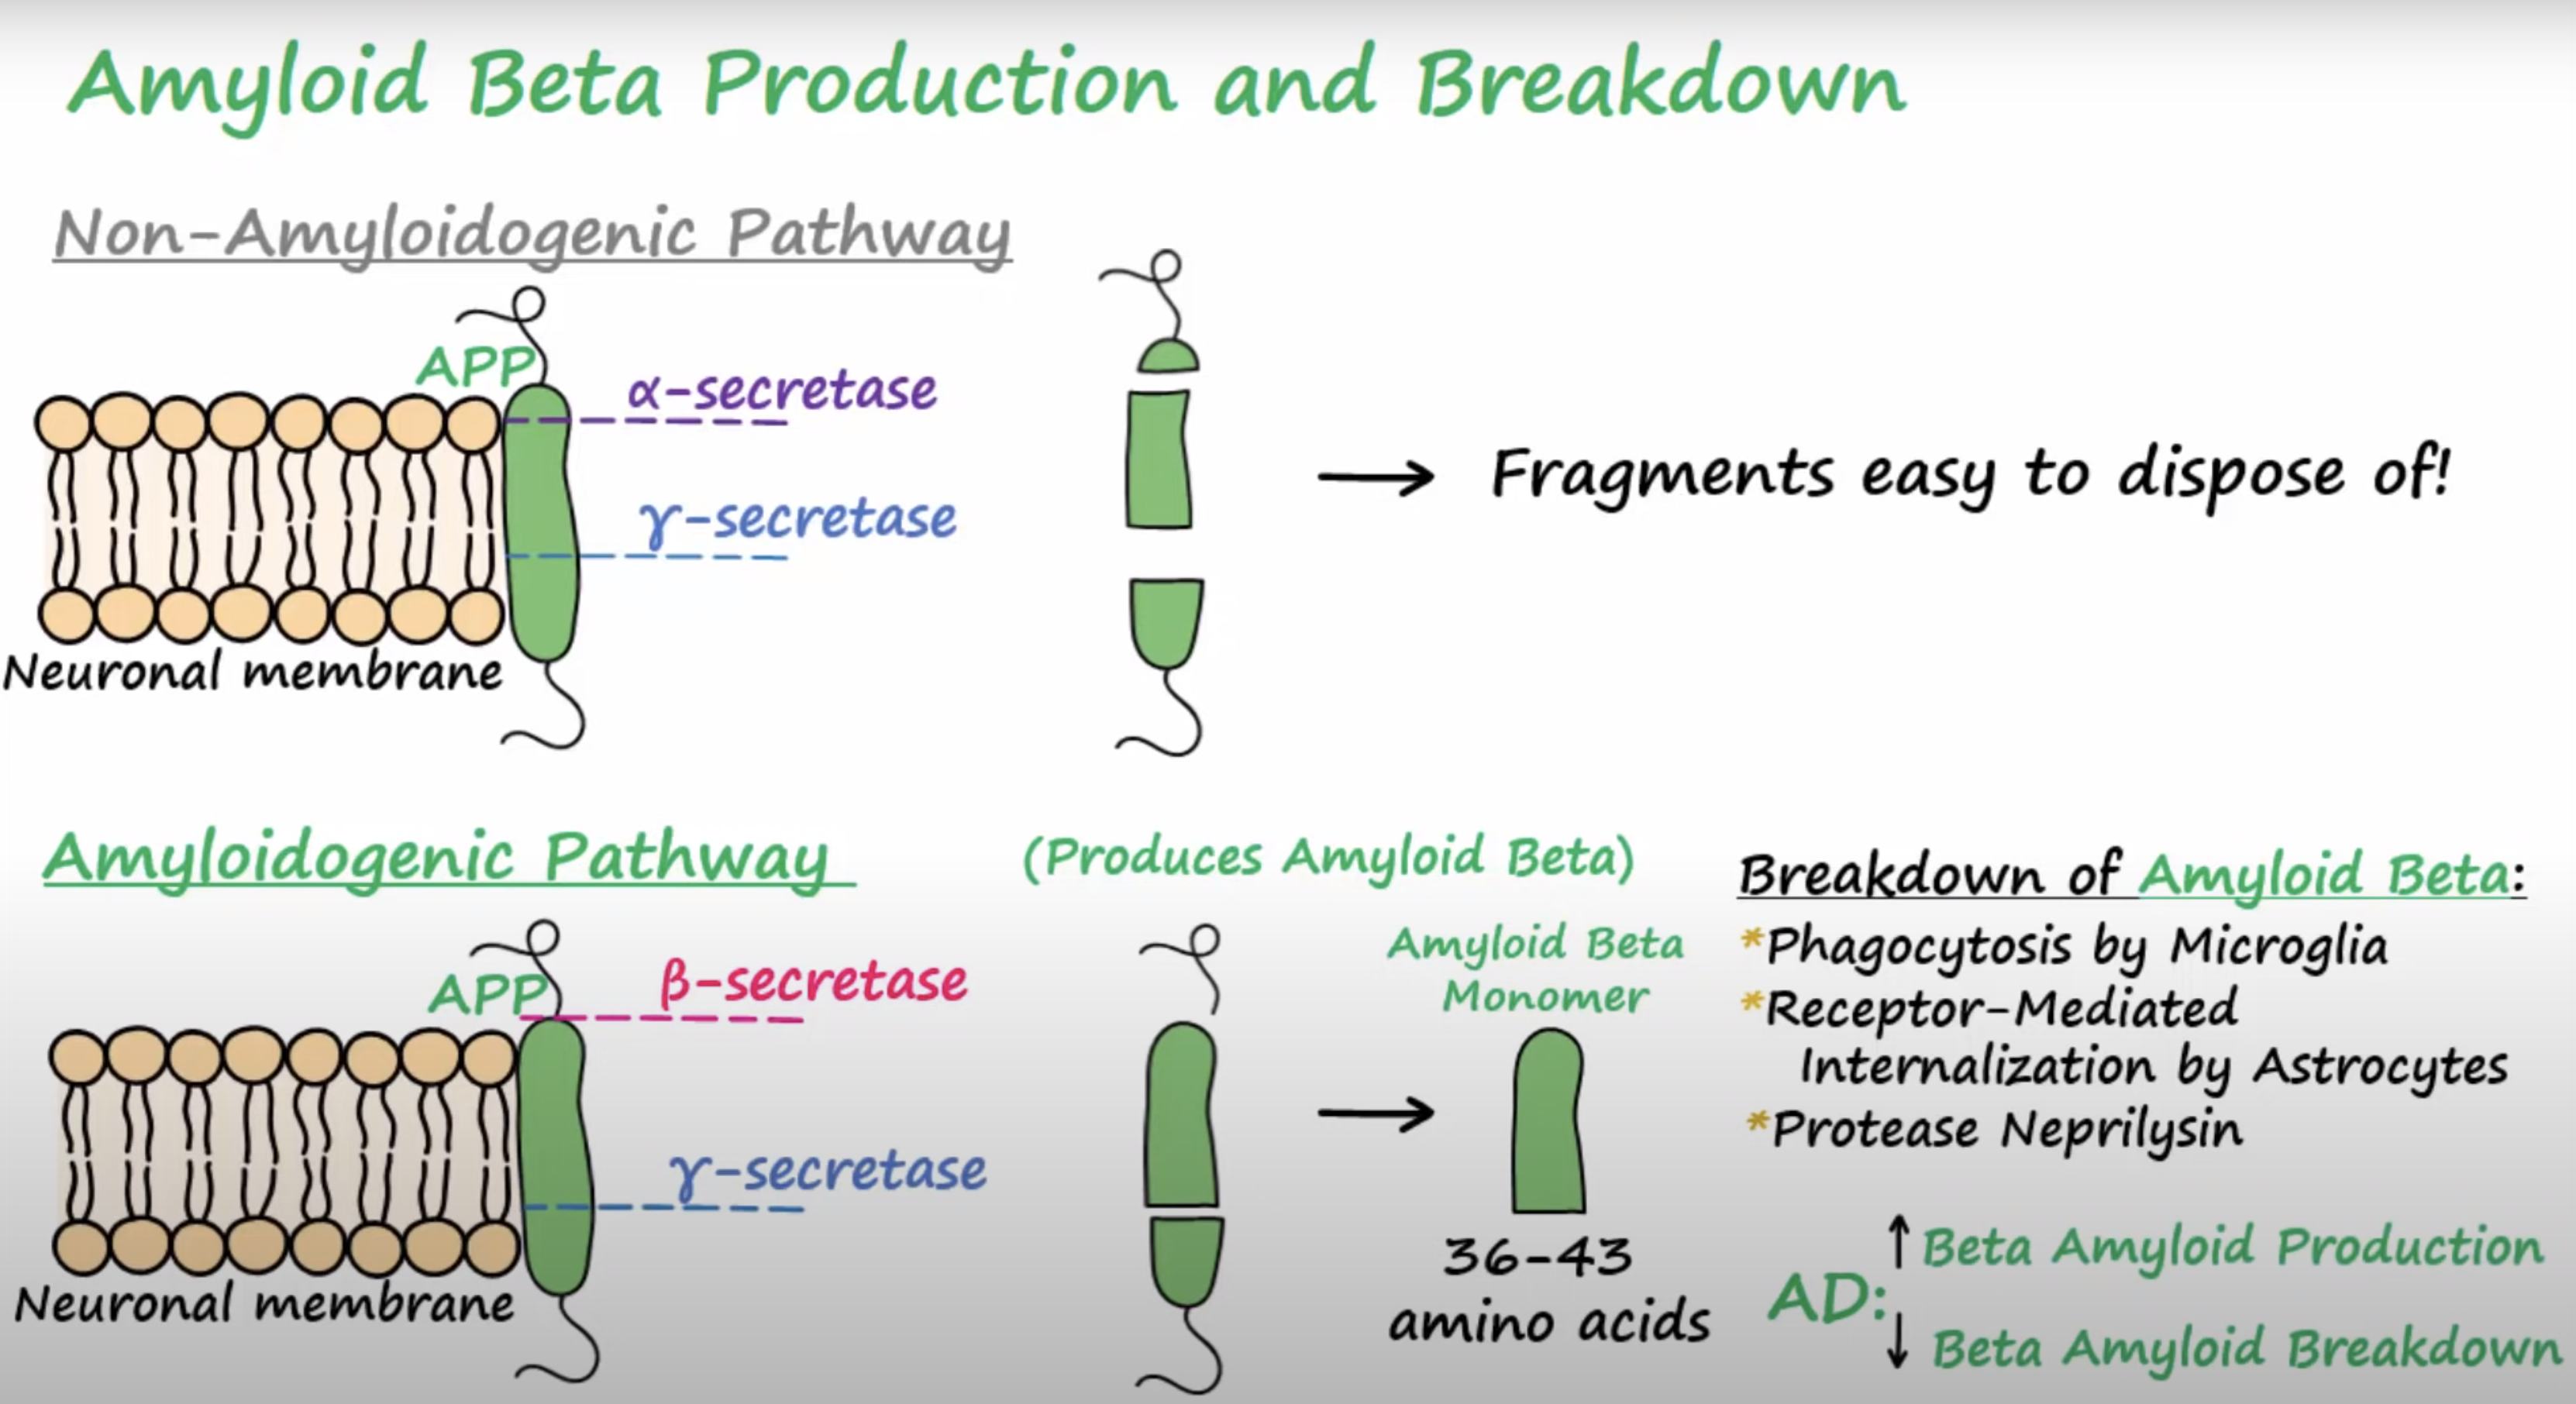 Amyloid Beta Production and Breakdown
Non-Amyloidogenic Pathway
APP
α-secretase
γ-secretase
Neuronal membrane
Fragments easy to dispose of!
Amyloidogenic Pathway
(Produces Amyloid Beta)
APP
β-secretase
γ-secretase
Neuronal membrane
Amyloid Beta
Monomer
36-43
amino acids
Breakdown of Amyloid Beta:
*Phagocytosis by Microglia
*Receptor-Mediated
Internalization by Astrocytes
*Protease Neprilysin
AD:
↑ Beta Amyloid Production
↓ Beta Amyloid Breakdown